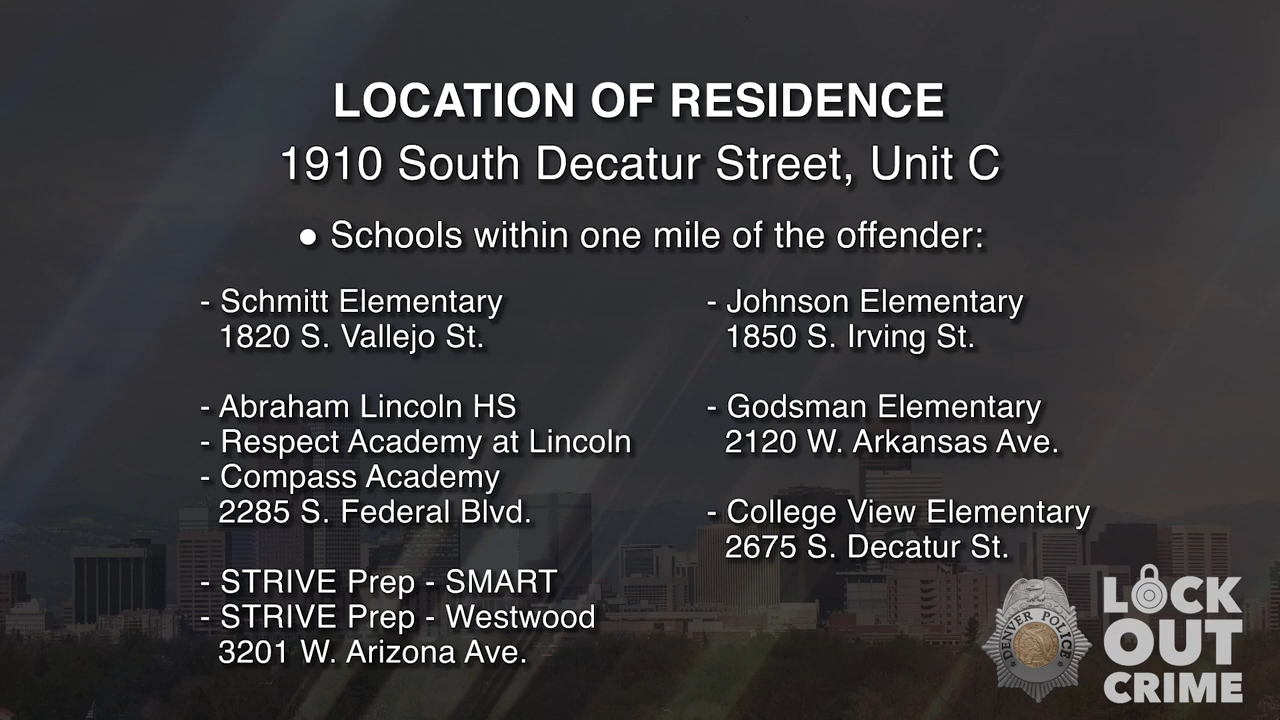 LOCATION OF RESIDENCE
1910 South Decatur Street, Unit C
● Schools within one mile of the offender:
- Schmitt Elementary
1820 S. Vallejo St.
- Abraham Lincoln HS
- Respect Academy at Lincoln
- Compass Academy
2285 S. Federal Blvd.
- STRIVE Prep - SMART
- STRIVE Prep - Westwood
3201 W. Arizona Ave.
- Johnson Elementary
1850 S. Irving St.
- Godsman Elementary
2120 W. Arkansas Ave.
- College View Elementary
2675 S. Decatur St.
DENVER POLICE
LOCK
OUT
CRIME